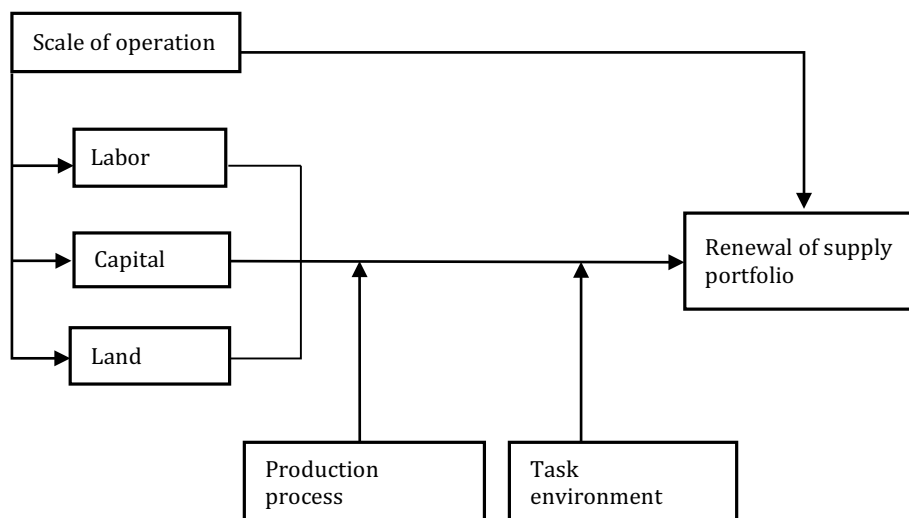 Scale of operation
Labor
Capital
Renewal of supply
portfolio
Land
Production
process
Task
environment